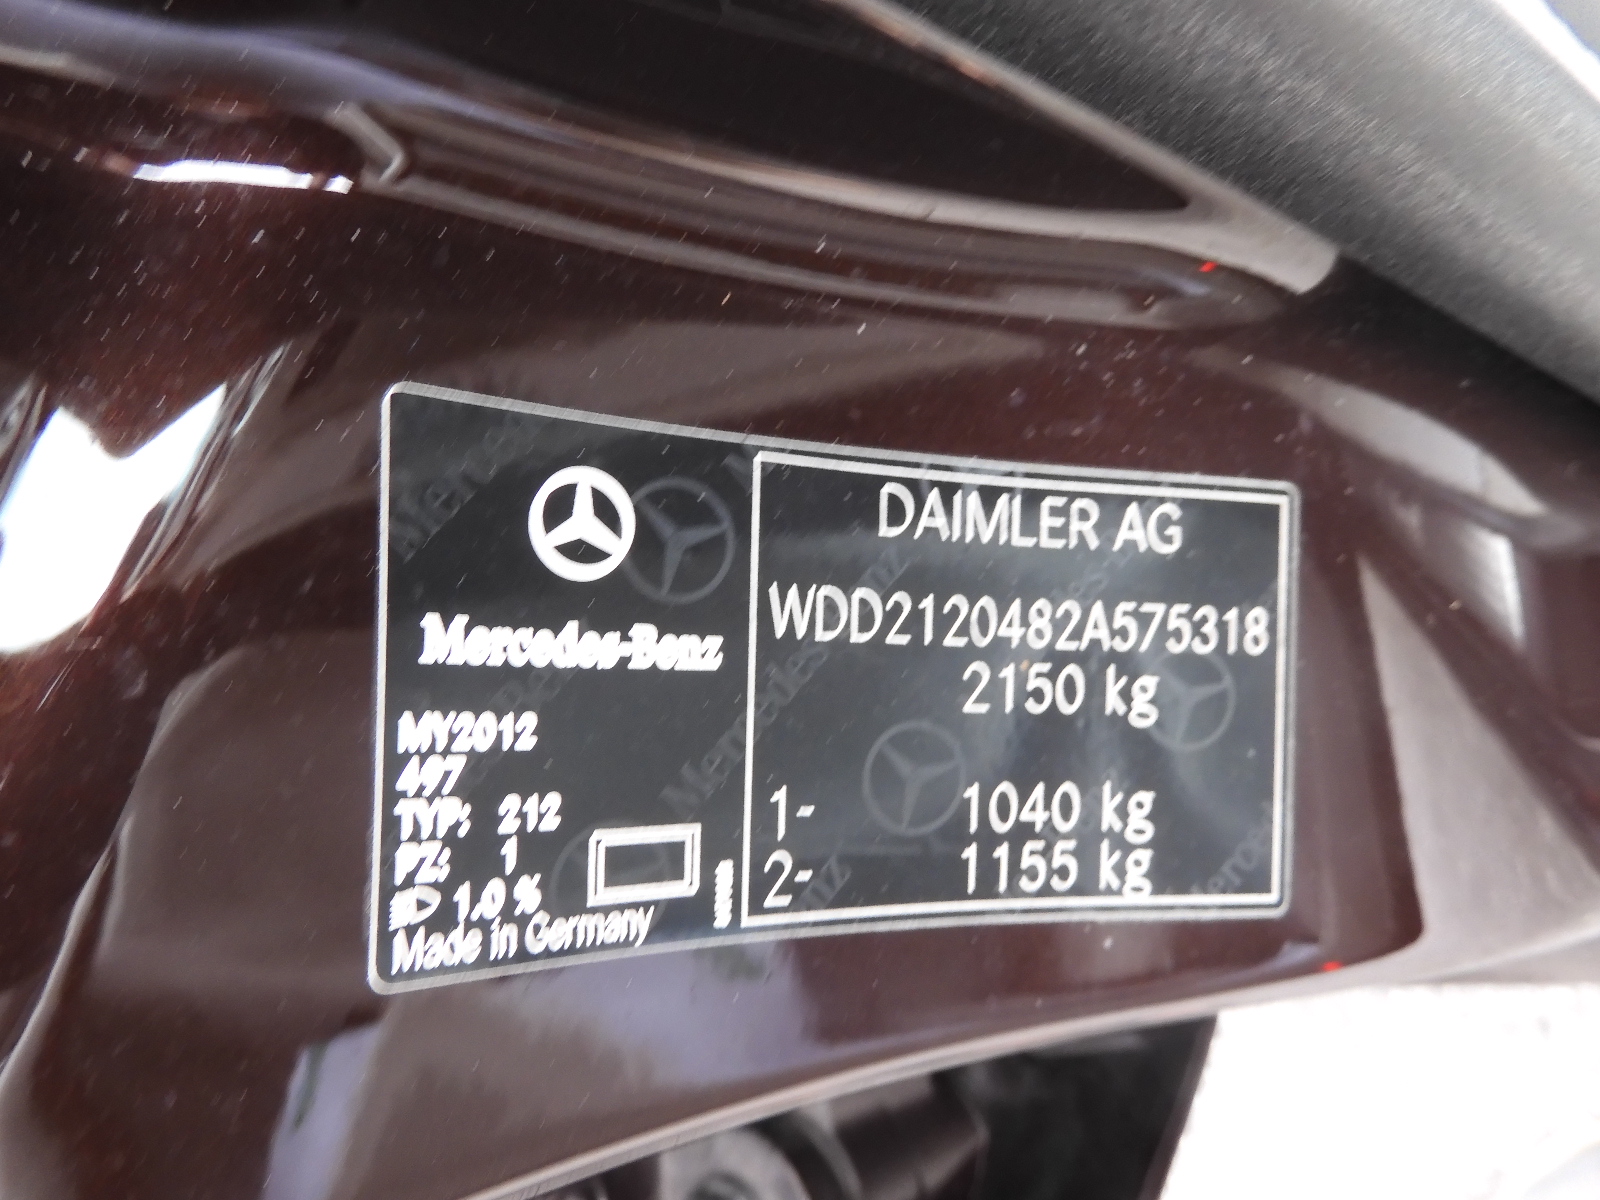 Mercedes-Benz
MY2012
497
TYP: 212
PZ: 1
1.0 %
Made in Germany
DAIMLER AG
WDD2120482A575318
2150 kg
1- 1040 kg
2- 1155 kg